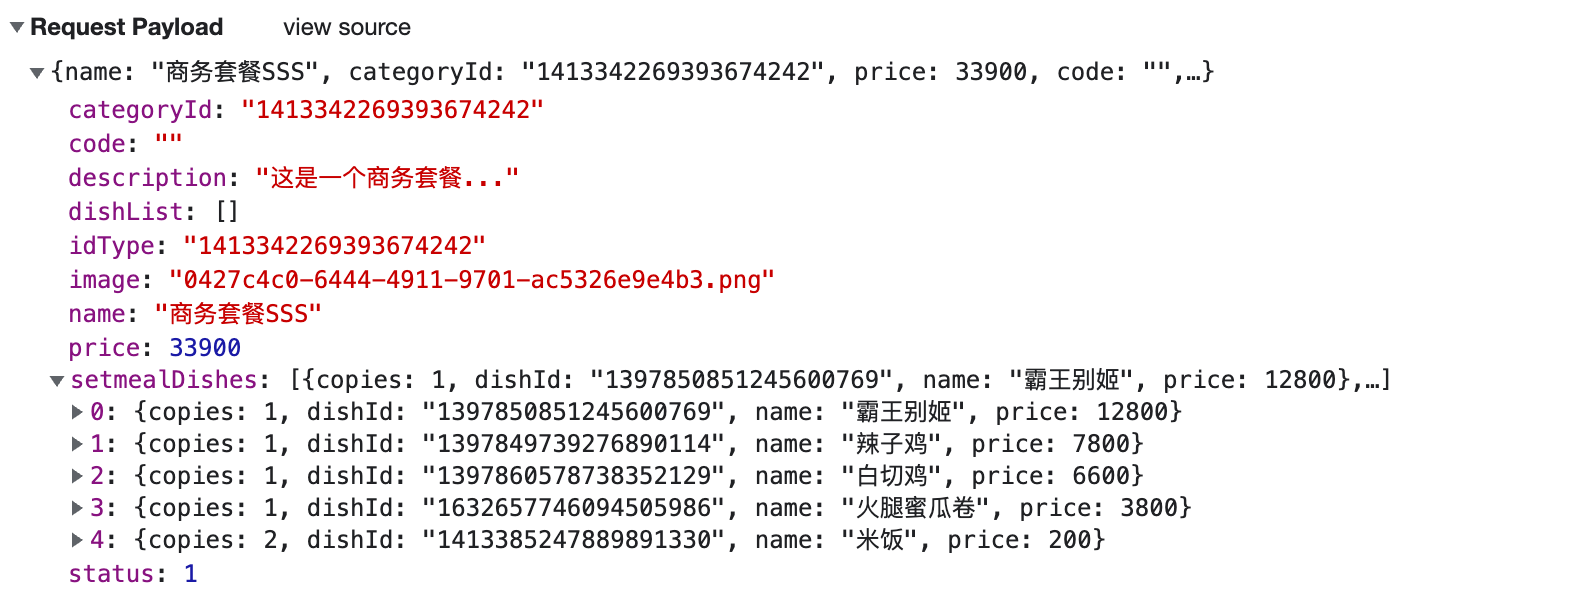 Request Payload view source
{name: "商务套餐SSS", categoryId: "1413342269393674242", price: 33900, code: "",…}
categoryId: "1413342269393674242"
code: ""
description: "这是一个商务套餐..."
dishList: []
idType: "1413342269393674242"
image: "0427c4c0-6444-4911-9701-ac5326e9e4b3.png"
name: "商务套餐SSS"
price: 33900
setmealDishes: [{copies: 1, dishId: "1397850851245600769", name: "霸王别姬", price: 12800},…]
0: {copies: 1, dishId: "1397850851245600769", name: "霸王别姬", price: 12800}
1: {copies: 1, dishId: "1397849739276890114", name: "辣子鸡", price: 7800}
2: {copies: 1, dishId: "1397860578738352129", name: "白切鸡", price: 6600}
3: {copies: 1, dishId: "1632657746094505986", name: "火腿蜜瓜卷", price: 3800}
4: {copies: 2, dishId: "1413385247889891330", name: "米饭", price: 200}
status: 1